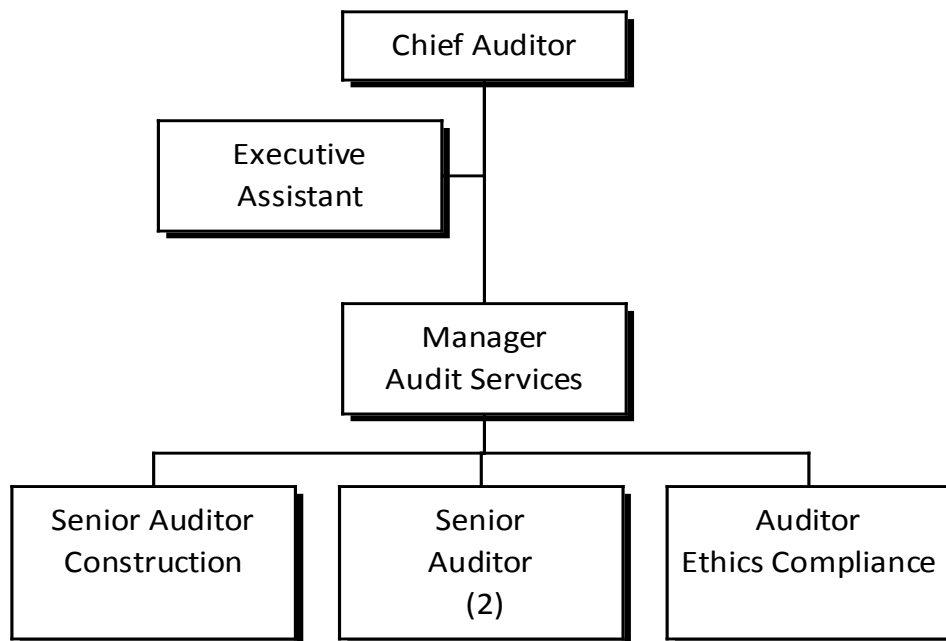 Chief Auditor
Executive
Assistant
Manager
Audit Services
Senior Auditor
Construction
Senior
Auditor
(2)
Auditor
Ethics Compliance